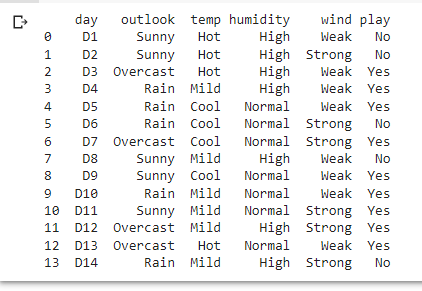 day outlook temp humidity wind play
0 D1 Sunny Hot High Weak No
1 D2 Sunny Hot High Strong No
2 D3 Overcast Hot High Weak Yes
3 D4 Rain Mild High Weak Yes
4 D5 Rain Cool Normal Weak Yes
5 D6 Rain Cool Normal Strong No
6 D7 Overcast Cool Normal Strong Yes
7 D8 Sunny Mild High Weak No
8 D9 Sunny Cool Normal Weak Yes
9 D10 Rain Mild Normal Weak Yes
10 D11 Sunny Mild Normal Strong Yes
11 D12 Overcast Mild High Strong Yes
12 D13 Overcast Hot Normal Weak Yes
13 D14 Rain Mild High Strong No